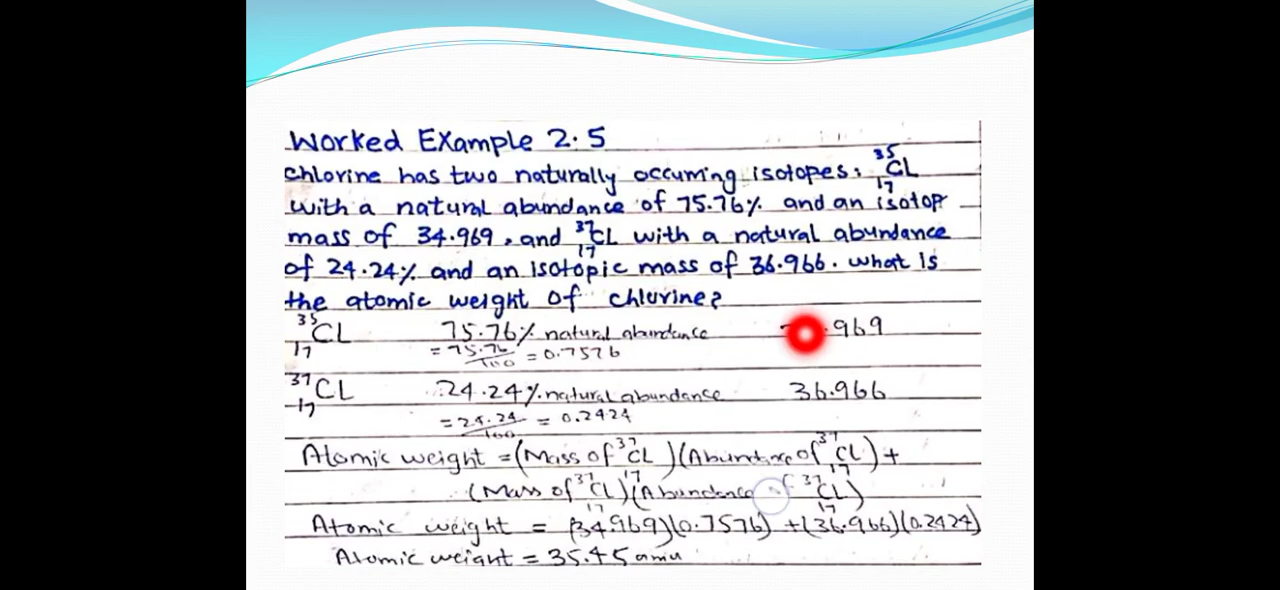 Worked Example 2.5
Chlorine has two naturally occuring isotopes: ³⁵₁₇CL
with a natural abundance of 75.76% and an isotop
mass of 34.969, and ³⁷₁₇CL with a natural abundance
of 24.24% and an isotopic mass of 36.966. what is
the atomic weight of chlorine?
³⁵₁₇CL 75.76% natural abundance .969
= 75.76/100 = 0.7576
³⁷₁₇CL 24.24% natural abundance 36.966
= 24.24/100 = 0.2424
Atomic weight = (Mass of ³⁷₁₇CL)(Abundance of ³⁷₁₇CL) +
(Mass of ³⁷₁₇CL)(Abundance ³⁷₁₇CL)
Atomic weight = (34.969)(0.7576) + (36.966)(0.2424)
Atomic weight = 35.45 amu